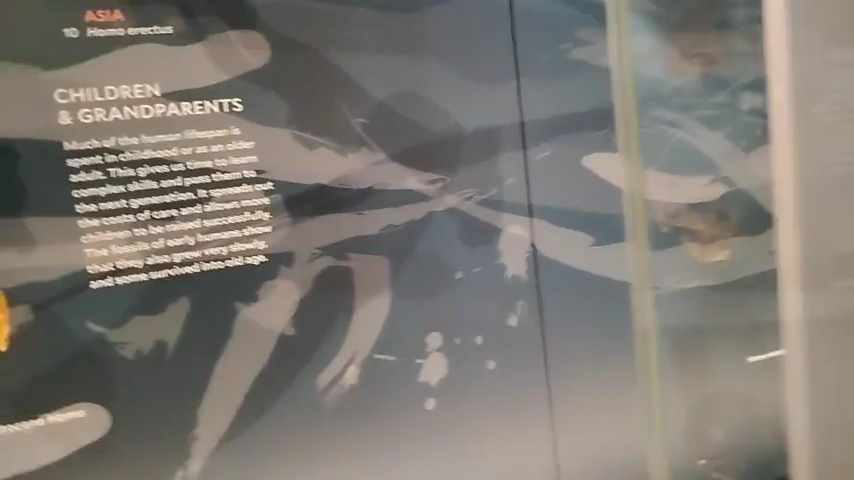 ASIA
10 Homo erectus
CHILDREN
& GRANDPARENTS
Much of the human lifespan is
spent in childhood or as an older
adult. This gives us time to learn
complex skills and pass them to
the next generation. It spreads out
the costs of care and allows more
children to be raised successfully.
The fossils of early humans show
that they also grew very slowly,
and some survived into old age.
Homo